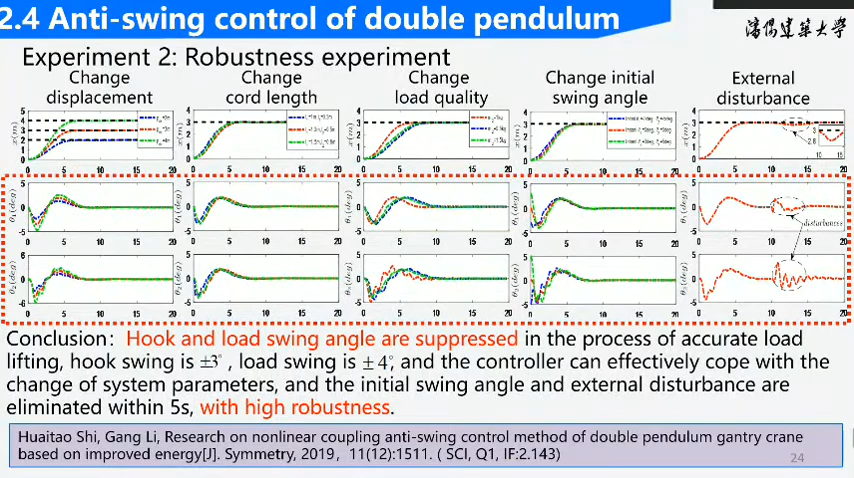 2.4 Anti-swing control of double pendulum
瀋陽建築大學
Experiment 2: Robustness experiment
Change displacement
Change cord length
Change load quality
Change initial swing angle
External disturbance
disturbances
Conclusion: Hook and load swing angle are suppressed in the process of accurate load
lifting, hook swing is ±3°, load swing is ±4°, and the controller can effectively cope with the
change of system parameters, and the initial swing angle and external disturbance are
eliminated within 5s, with high robustness.
Huaitao Shi, Gang Li, Research on nonlinear coupling anti-swing control method of double pendulum gantry crane
based on improved energy[J]. Symmetry, 2019, 11(12):1511. ( SCI, Q1, IF:2.143)
24